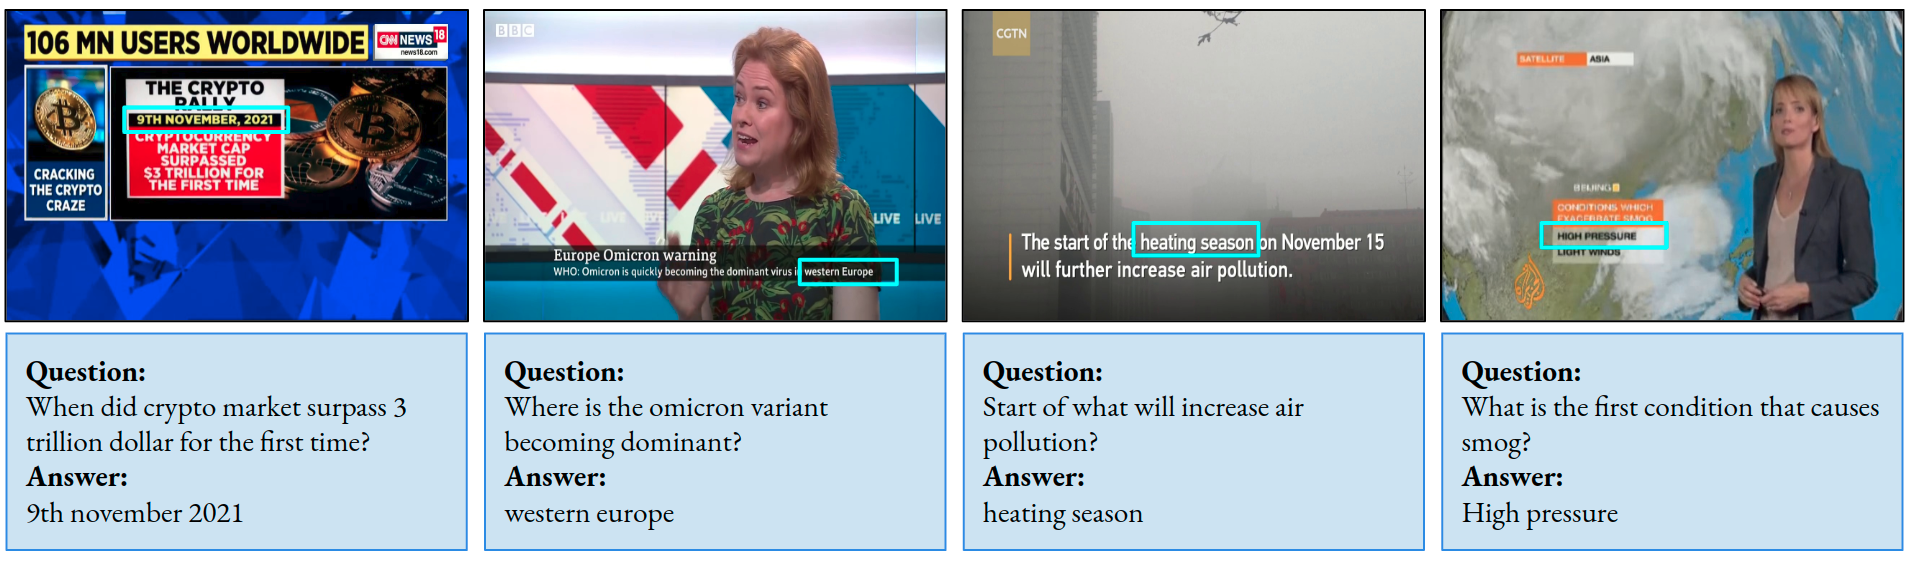 106 MN USERS WORLDWIDE
CNN NEWS 18
news18.com
THE CRYPTO
RALLY
9TH NOVEMBER, 2021
CRYPTOCURRENCY
MARKET CAP
SURPASSED
$3 TRILLION FOR
THE FIRST TIME
CRACKING
THE CRYPTO
CRAZE
BBC
LIVE LIVE LIVE LIVE
Europe Omicron warning
WHO: Omicron is quickly becoming the dominant virus in western Europe
CGTN
The start of the heating season on November 15
will further increase air pollution.
SATELLITE ASIA
BEIJING
CONDITIONS WHICH
EXACERBATE SMOG
HIGH PRESSURE
LIGHT WINDS
Question:
When did crypto market surpass 3
trillion dollar for the first time?
Answer:
9th november 2021
Question:
Where is the omicron variant
becoming dominant?
Answer:
western europe
Question:
Start of what will increase air
pollution?
Answer:
heating season
Question:
What is the first condition that causes
smog?
Answer:
High pressure